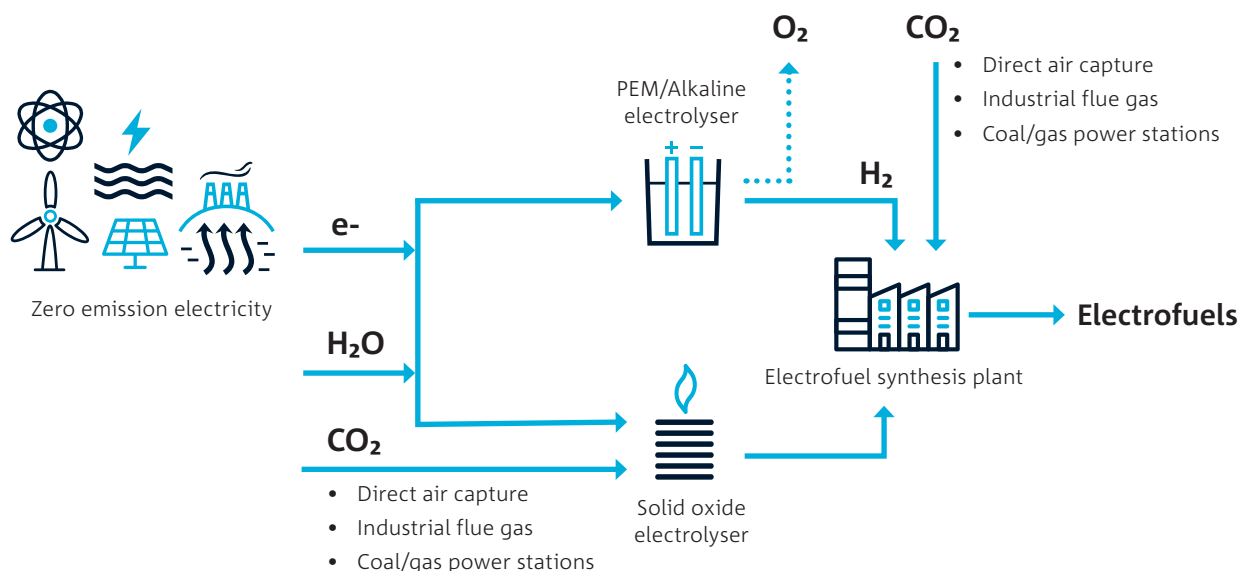 O₂
CO₂
• Direct air capture
• Industrial flue gas
• Coal/gas power stations
PEM/Alkaline
electrolyser
+ −
H₂
e-
Zero emission electricity
H₂O
Electrofuels
Electrofuel synthesis plant
CO₂
• Direct air capture
• Industrial flue gas
• Coal/gas power stations
Solid oxide
electrolyser